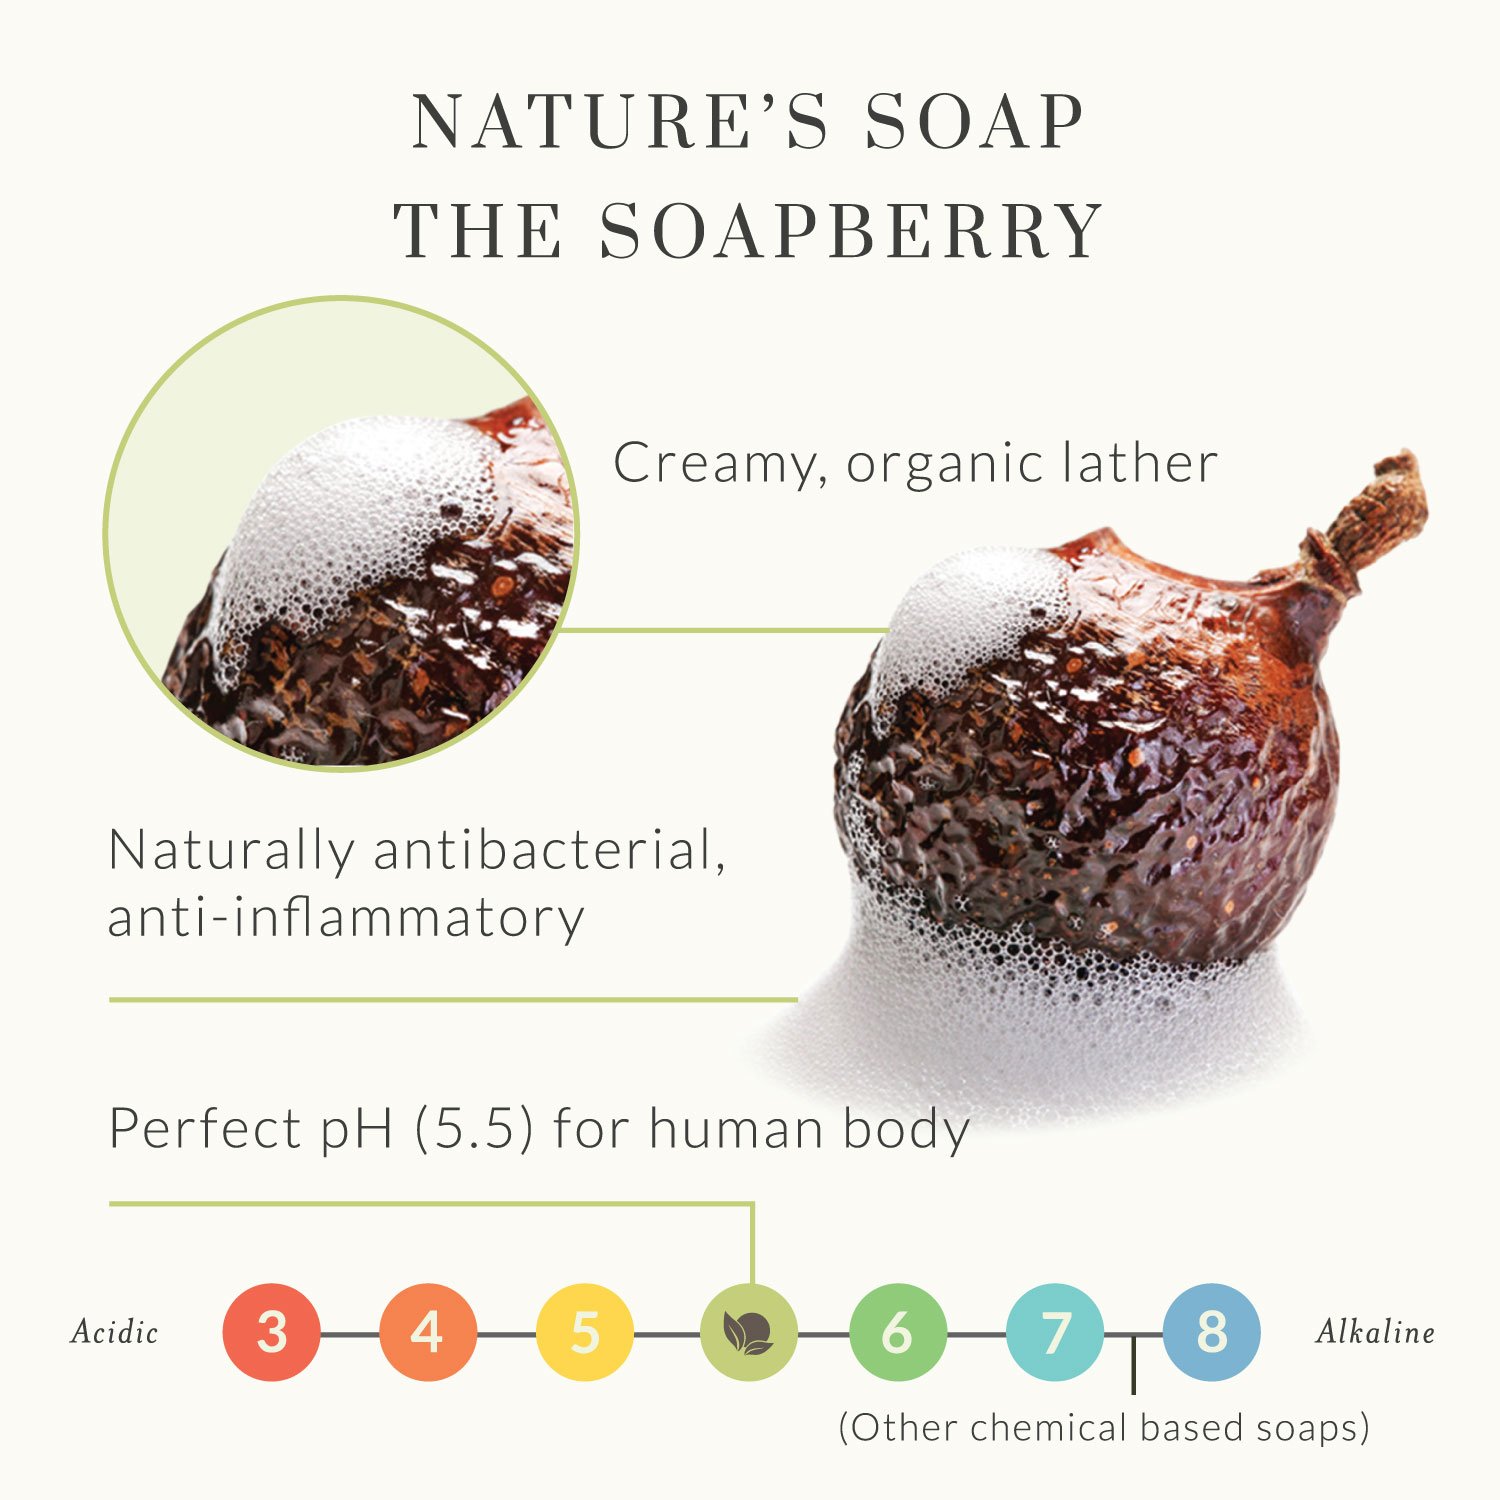 NATURE’S SOAP
THE SOAPBERRY
Creamy, organic lather
Naturally antibacterial,
anti-inflammatory
Perfect pH (5.5) for human body
Acidic 3 4 5 6 7 8 Alkaline
(Other chemical based soaps)